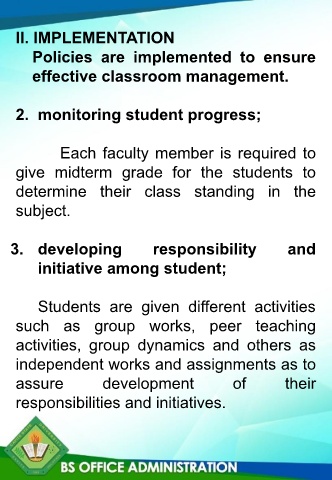 II. IMPLEMENTATION
Policies are implemented to ensure
effective classroom management.
2. monitoring student progress;
Each faculty member is required to
give midterm grade for the students to
determine their class standing in the
subject.
3. developing responsibility and
initiative among student;
Students are given different activities
such as group works, peer teaching
activities, group dynamics and others as
independent works and assignments as to
assure development of their
responsibilities and initiatives.
BS OFFICE ADMINISTRATION